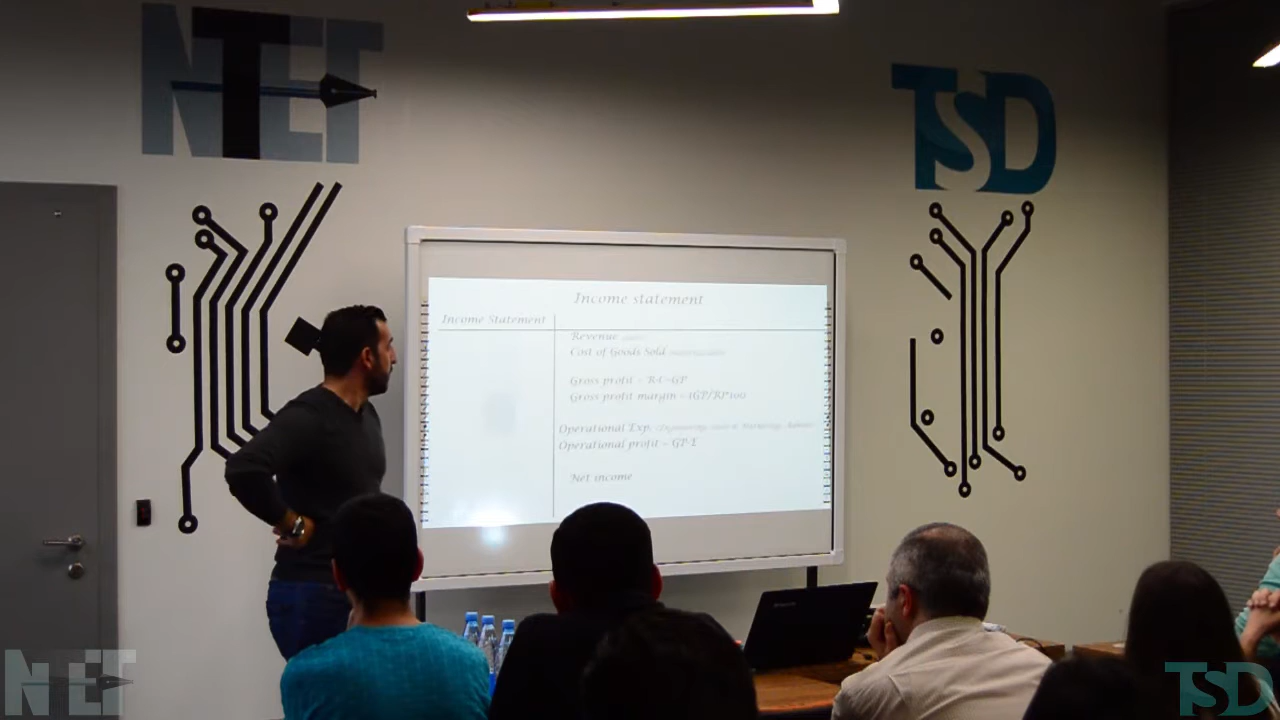 NTET
TSD
Income statement
Income Statement
Revenue
Cost of Goods Sold
Gross profit = R-C=GP
Gross profit margin = (GP/R)*100
Operational Exp.
Operational profit = GP-E
Net income
NTET
TSD